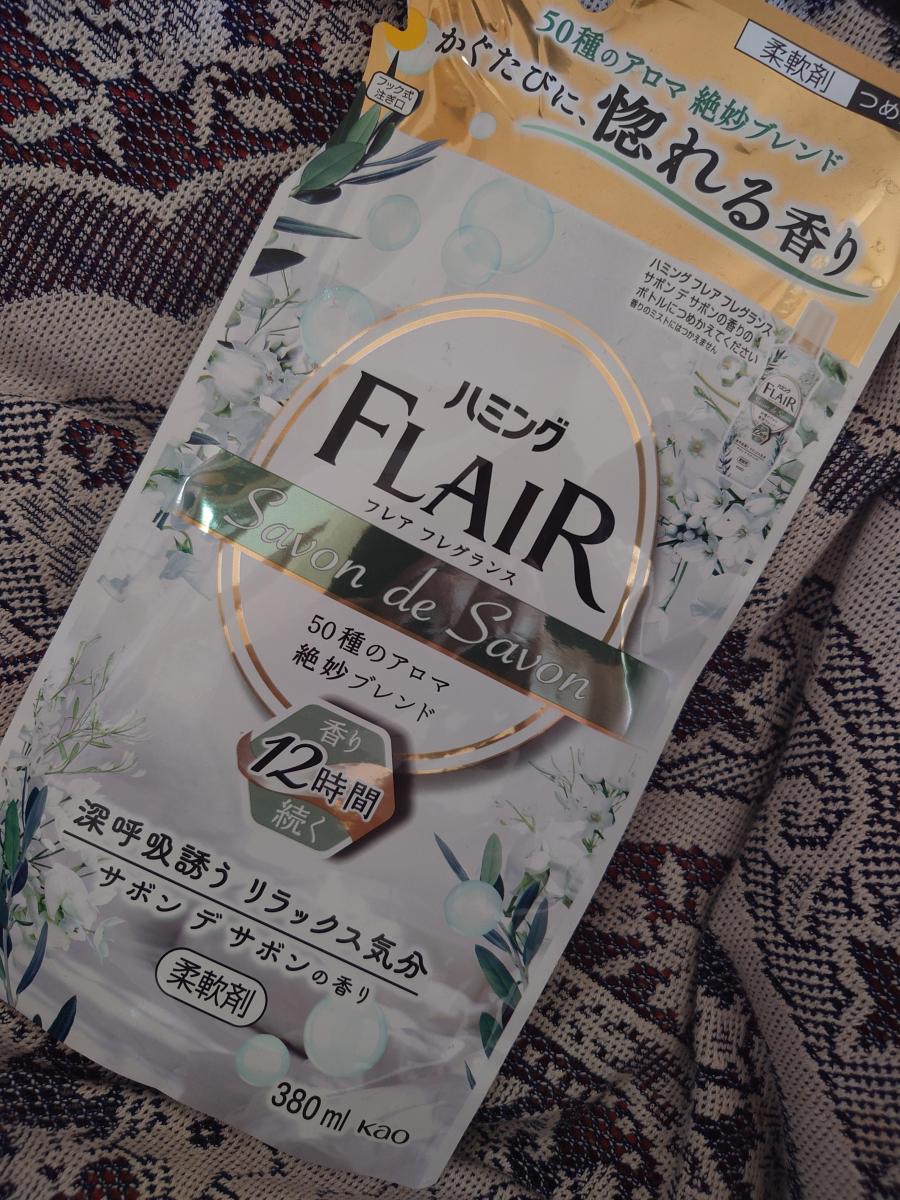 柔軟剤
つめ
50種のアロマ 絶妙ブレンド
かぐたびに、惚れる香り
フック式
注ぎ口
ハミングフレアフレグランス
サボンデサボンの香りの
ボトルにつめかえてください
香りのミストにはつかえません
ハミング
FLAIR
ハミング
FLAIR
フレア フレグランス
Savon de Savon
50種のアロマ
絶妙ブレンド
香り
12時間
続く
深呼吸誘う リラックス気分
サボン デ サボンの香り
柔軟剤
380ml Kao